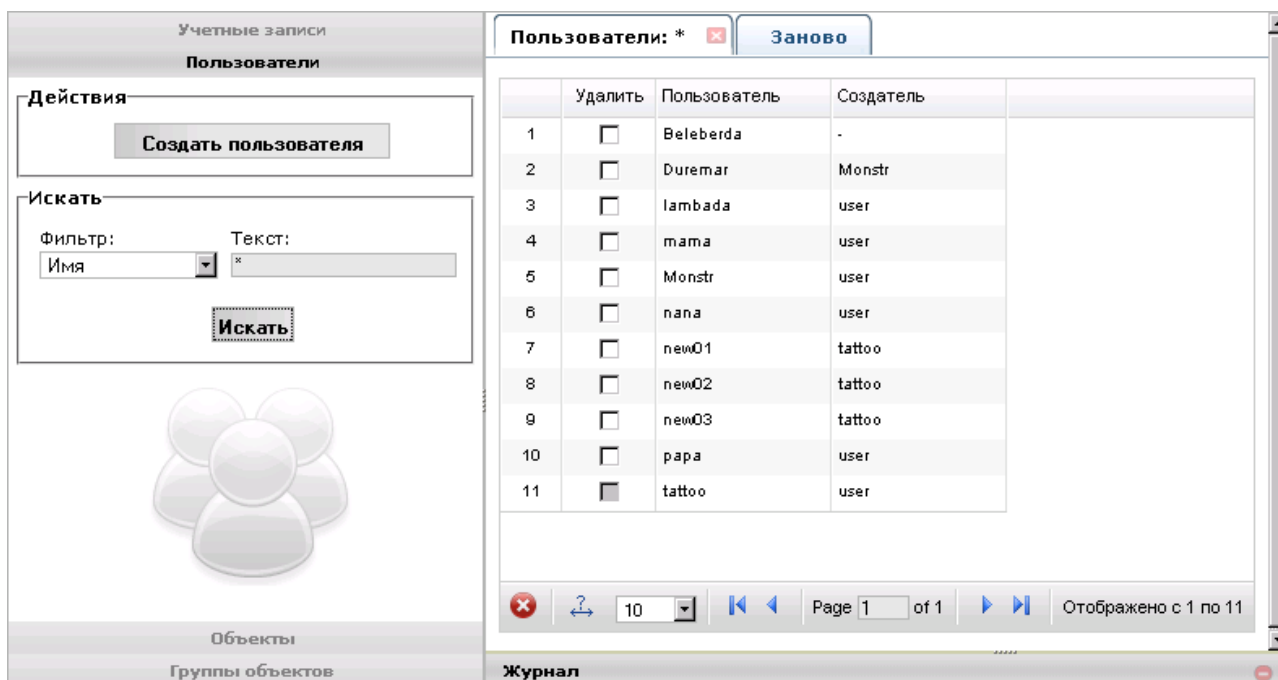 Учетные записи
Пользователи
Действия
Создать пользователя
Искать
Фильтр: Текст:
Имя *
Искать
Объекты
Группы объектов
Пользователи: * Заново
Удалить Пользователь Создатель
1 Beleberda -
2 Duremar Monstr
3 lambada user
4 mama user
5 Monstr user
6 nana user
7 new01 tattoo
8 new02 tattoo
9 new03 tattoo
10 papa user
11 tattoo user
? 10 Page 1 of 1 Отображено с 1 по 11
Журнал